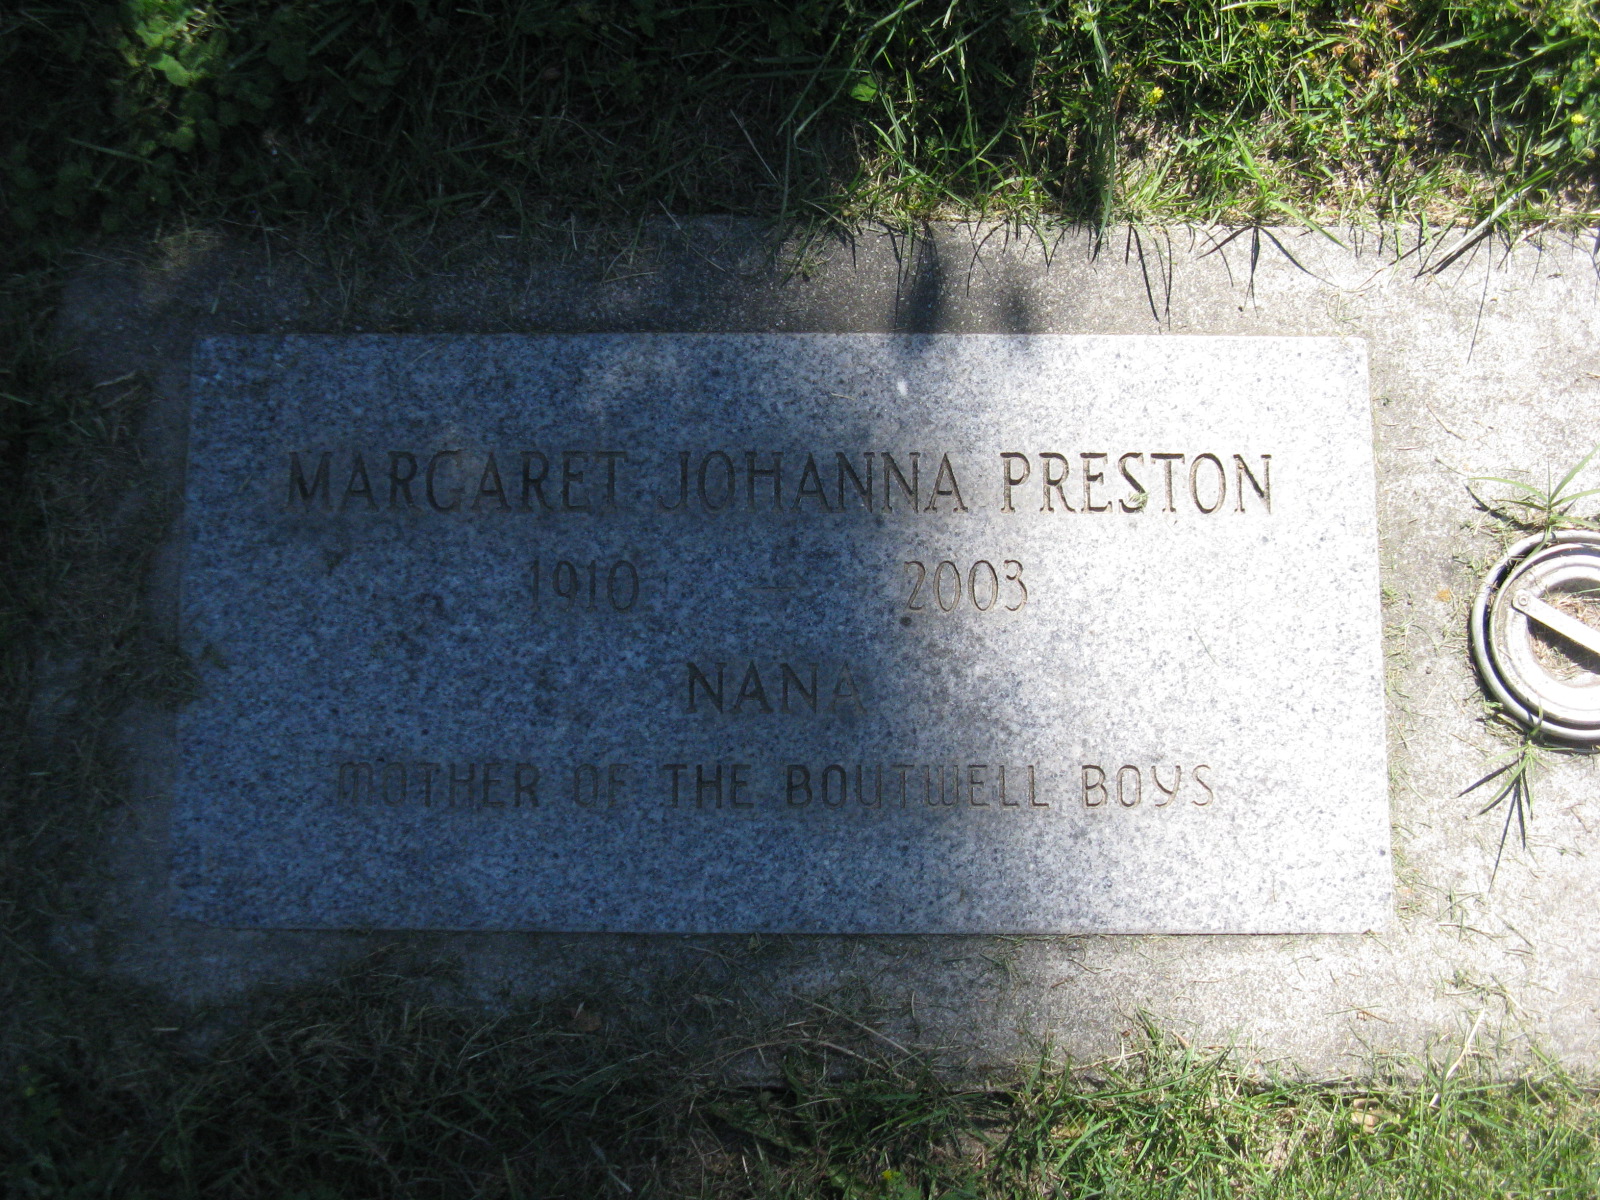 MARGARET JOHANNA PRESTON
1910 – 2003
NANA
MOTHER OF THE BOUTWELL BOYS